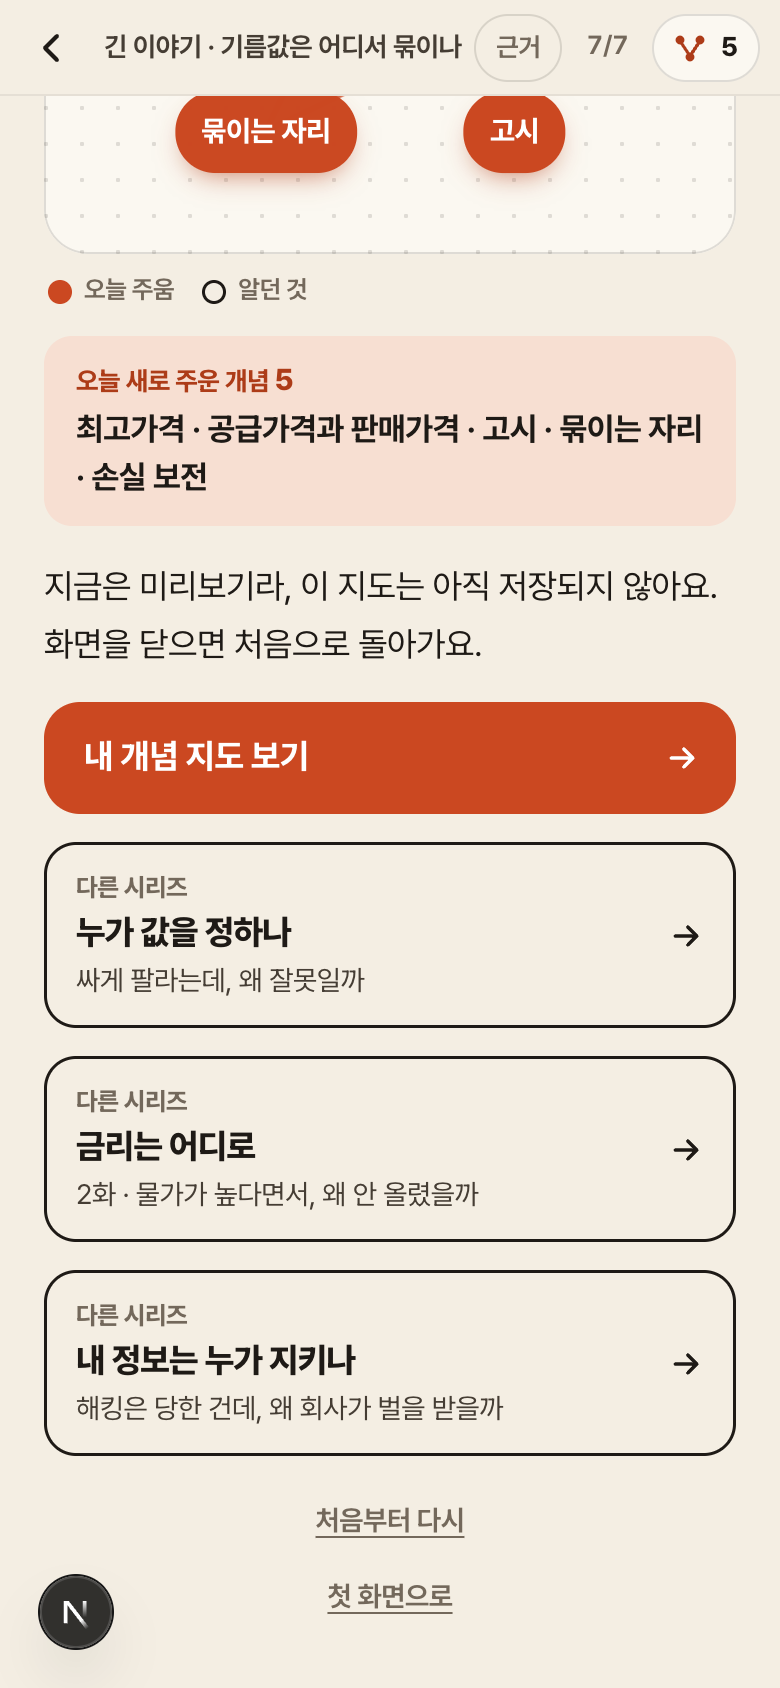 긴 이야기 · 기름값은 어디서 묶이나 근거 7/7 5
묶이는 자리 고시
오늘 주움 알던 것
오늘 새로 주운 개념 5
최고가격 · 공급가격과 판매가격 · 고시 · 묶이는 자리
· 손실 보전
지금은 미리보기라, 이 지도는 아직 저장되지 않아요.
화면을 닫으면 처음으로 돌아가요.
내 개념 지도 보기 →
다른 시리즈
누가 값을 정하나
싸게 팔라는데, 왜 잘못일까
→
다른 시리즈
금리는 어디로
2화 · 물가가 높다면서, 왜 안 올렸을까
→
다른 시리즈
내 정보는 누가 지키나
해킹은 당한 건데, 왜 회사가 벌을 받을까
→
처음부터 다시
첫 화면으로
N